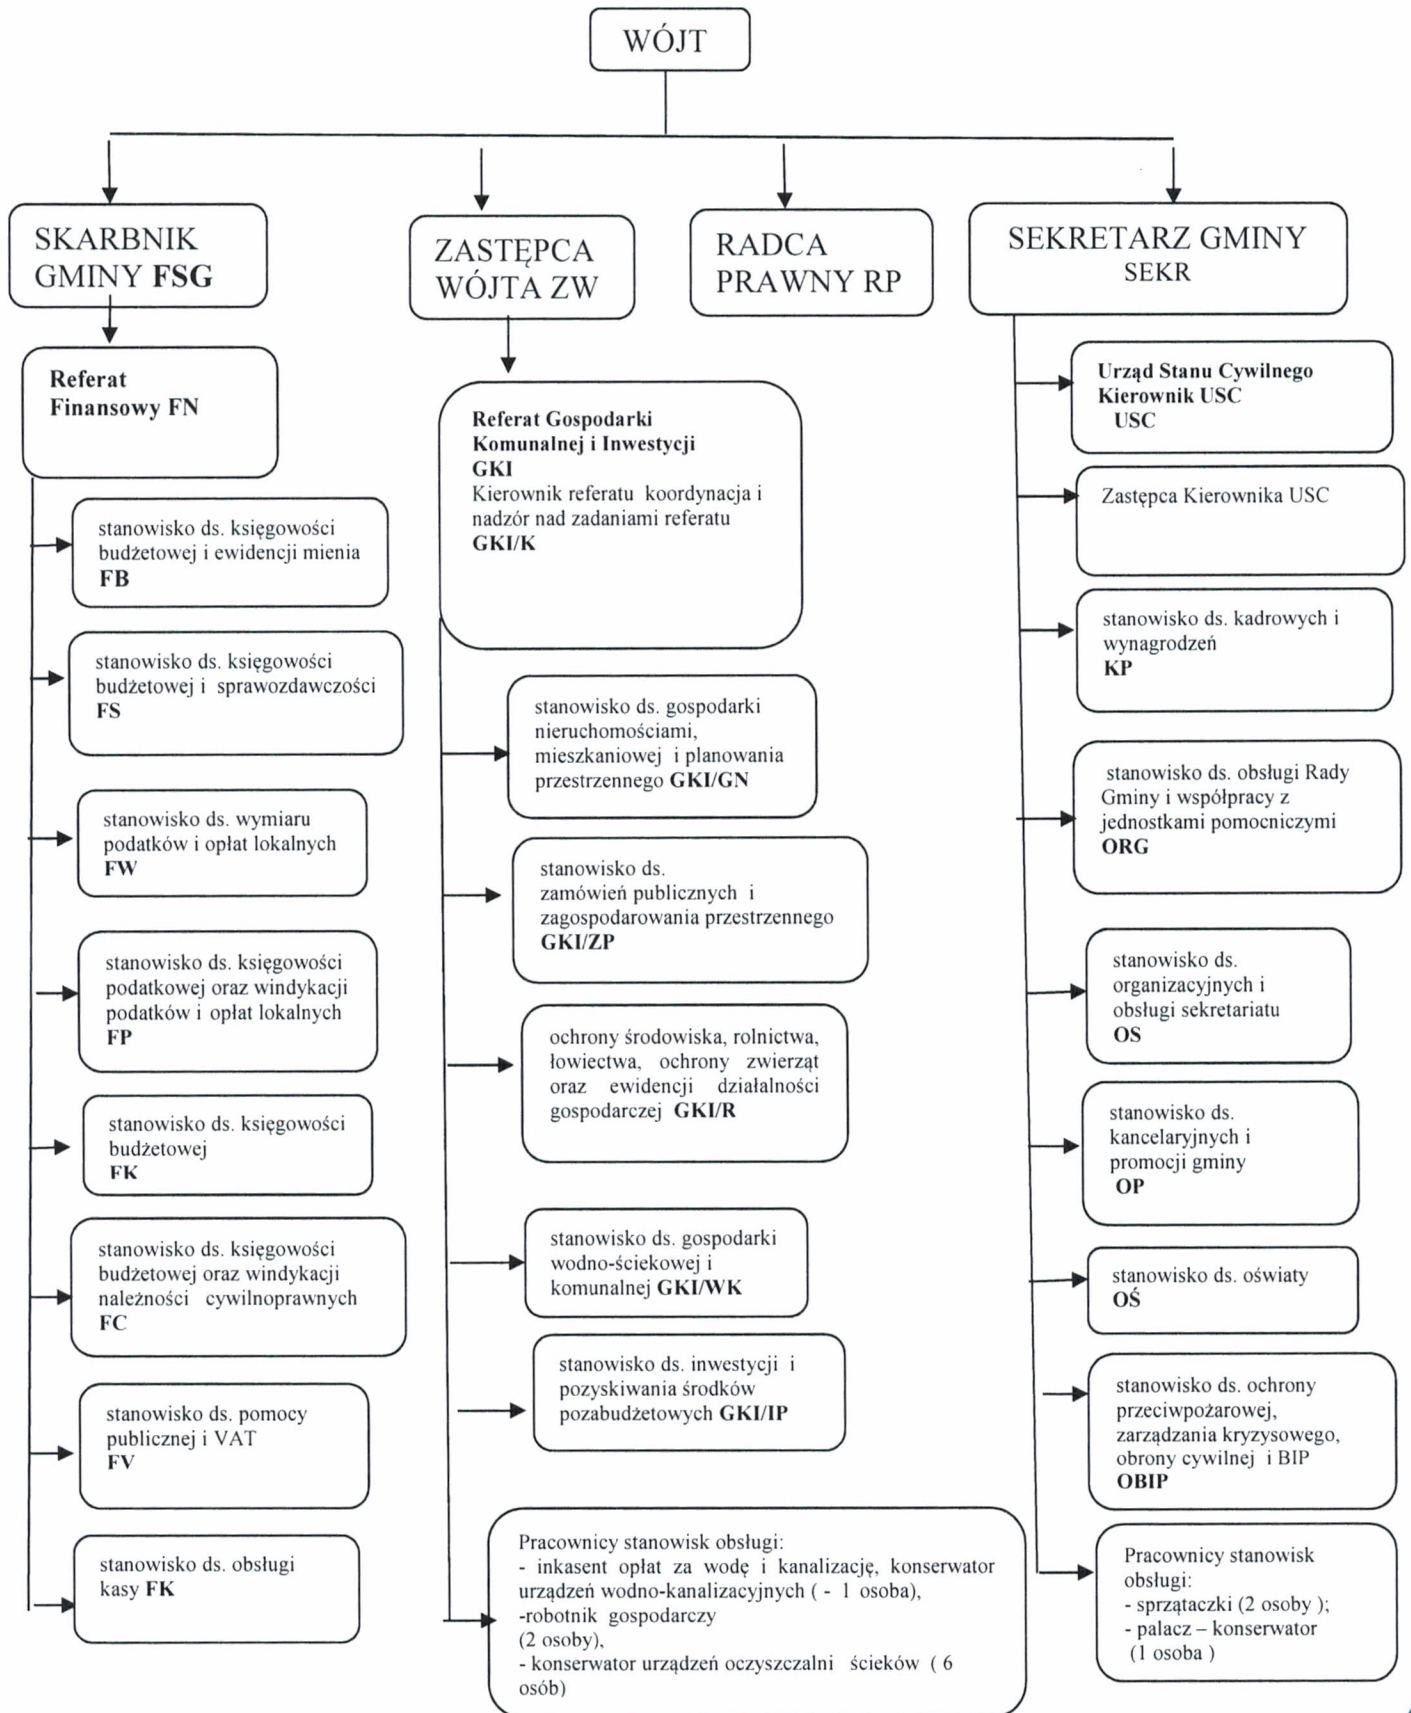 WÓJT
SKARBNIK
GMINY FSG
ZASTĘPCA
WÓJTA ZW
RADCA
PRAWNY RP
SEKRETARZ GMINY
SEKR
Referat
Finansowy FN
stanowisko ds. księgowości
budżetowej i ewidencji mienia
FB
stanowisko ds. księgowości
budżetowej i sprawozdawczości
FS
stanowisko ds. wymiaru
podatków i opłat lokalnych
FW
stanowisko ds. księgowości
podatkowej oraz windykacji
podatków i opłat lokalnych
FP
stanowisko ds. księgowości
budżetowej
FK
stanowisko ds. księgowości
budżetowej oraz windykacji
należności cywilnoprawnych
FC
stanowisko ds. pomocy
publicznej i VAT
FV
stanowisko ds. obsługi
kasy FK
Referat Gospodarki
Komunalnej i Inwestycji
GKI
Kierownik referatu koordynacja i
nadzór nad zadaniami referatu
GKI/K
stanowisko ds. gospodarki
nieruchomościami,
mieszkaniowej i planowania
przestrzennego GKI/GN
stanowisko ds.
zamówień publicznych i
zagospodarowania przestrzennego
GKI/ZP
ochrony środowiska, rolnictwa,
łowiectwa, ochrony zwierząt
oraz ewidencji działalności
gospodarczej GKI/R
stanowisko ds. gospodarki
wodno-ściekowej i
komunalnej GKI/WK
stanowisko ds. inwestycji i
pozyskiwania środków
pozabudżetowych GKI/IP
Pracownicy stanowisk obsługi:
- inkasent opłat za wodę i kanalizację, konserwator
urządzeń wodno-kanalizacyjnych ( - 1 osoba),
-robotnik gospodarczy
(2 osoby),
- konserwator urządzeń oczyszczalni ścieków ( 6
osób)
Urząd Stanu Cywilnego
Kierownik USC
USC
Zastępca Kierownika USC
stanowisko ds. kadrowych i
wynagrodzeń
KP
stanowisko ds. obsługi Rady
Gminy i współpracy z
jednostkami pomocniczymi
ORG
stanowisko ds.
organizacyjnych i
obsługi sekretariatu
OS
stanowisko ds.
kancelaryjnych i
promocji gminy
OP
stanowisko ds. oświaty
OŚ
stanowisko ds. ochrony
przeciwpożarowej,
zarządzania kryzysowego,
obrony cywilnej i BIP
OBIP
Pracownicy stanowisk
obsługi:
- sprzątaczki (2 osoby );
- palacz – konserwator
(1 osoba )